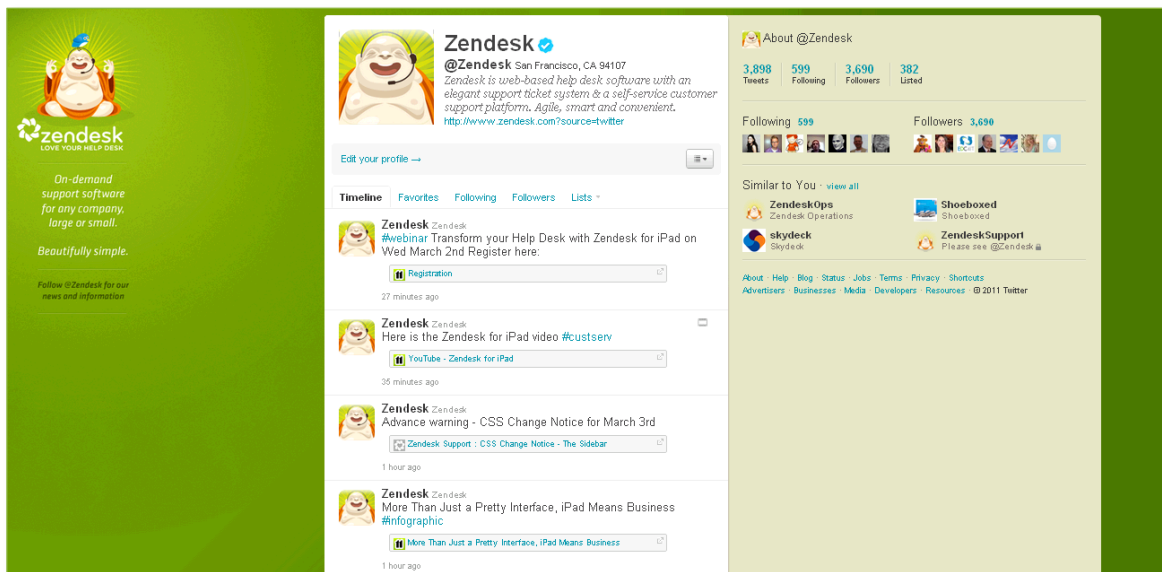 zendesk
LOVE YOUR HELP DESK
On-demand
support software
for any company,
large or small.
Beautifully simple.
Follow @Zendesk for our
news and information
Zendesk
@Zendesk San Francisco, CA 94107
Zendesk is web-based help desk software with an
elegant support ticket system & a self-service customer
support platform. Agile, smart and convenient.
http://www.zendesk.com?source=twitter
Edit your profile →
Timeline Favorites Following Followers Lists
Zendesk Zendesk
#webinar Transform your Help Desk with Zendesk for iPad on
Wed March 2nd Register here:
Registration
27 minutes ago
Zendesk Zendesk
Here is the Zendesk for iPad video #custserv
YouTube - Zendesk for iPad
35 minutes ago
Zendesk Zendesk
Advance warning - CSS Change Notice for March 3rd
Zendesk Support : CSS Change Notice - The Sidebar
1 hour ago
Zendesk Zendesk
More Than Just a Pretty Interface, iPad Means Business
#infographic
More Than Just a Pretty Interface, iPad Means Business
1 hour ago
About @Zendesk
3,898 599 3,690 382
Tweets Following Followers Listed
Following 599 Followers 3,690
Similar to You · view all
ZendeskOps
Zendesk Operations
Shoeboxed
Shoeboxed
skydeck
Skydeck
ZendeskSupport
Please see @Zendesk
About · Help · Blog · Status · Jobs · Terms · Privacy · Shortcuts
Advertisers · Businesses · Media · Developers · Resources · © 2011 Twitter